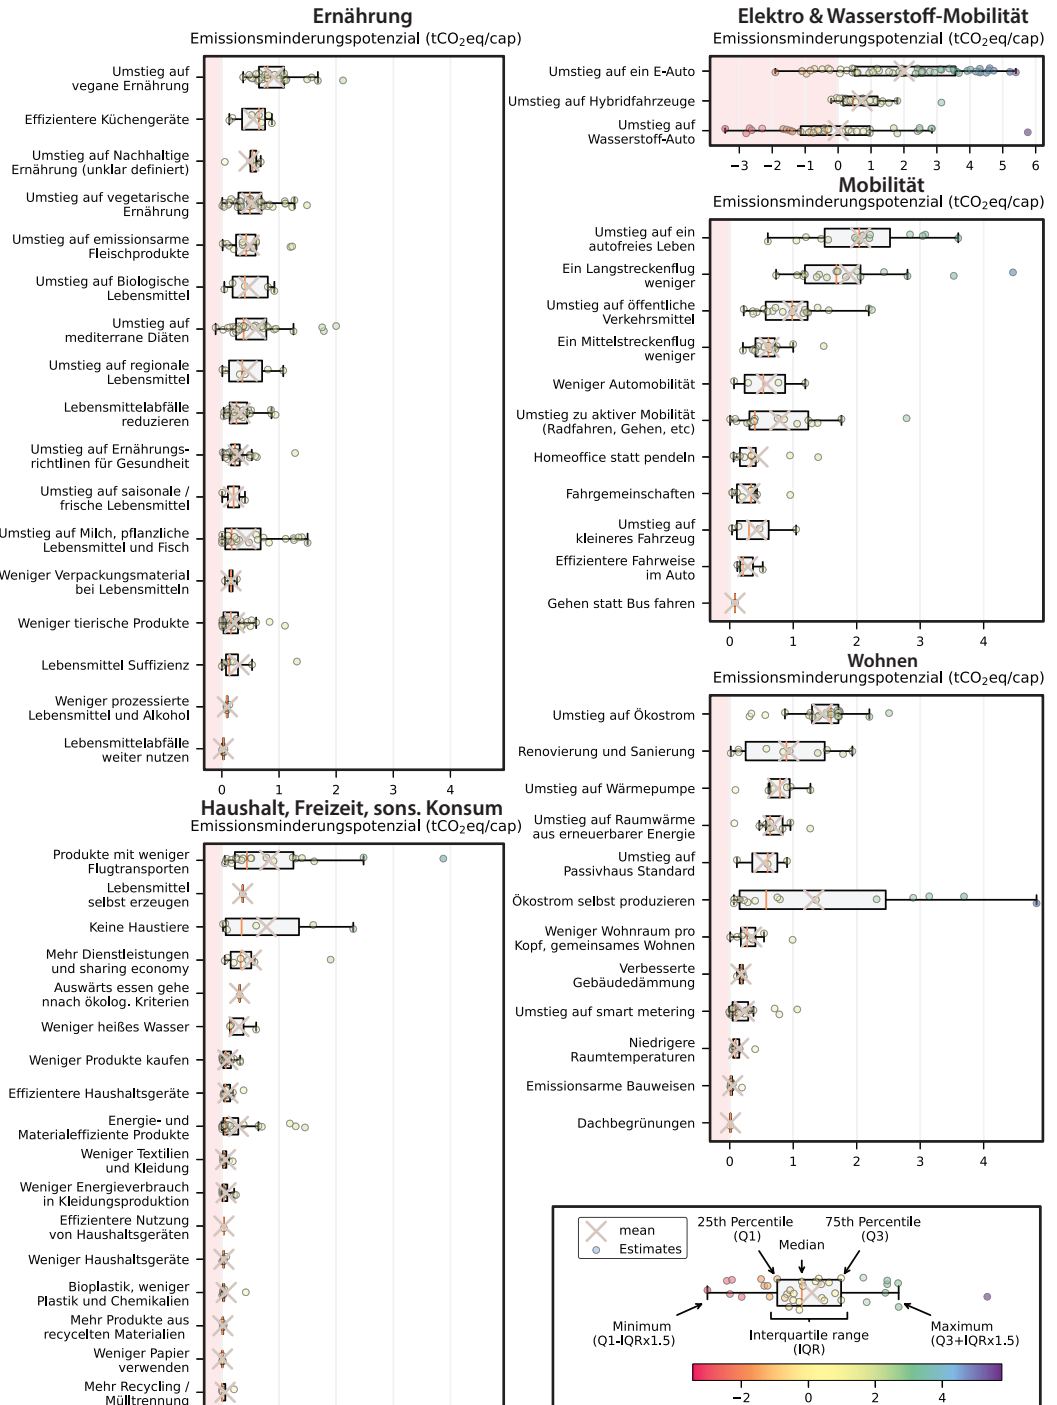 Ernährung
Emissionsminderungspotenzial (tCO₂eq/cap)
Umstieg auf
vegane Ernährung
Effizientere Küchengeräte
Umstieg auf Nachhaltige
Ernährung (unklar definiert)
Umstieg auf vegetarische
Ernährung
Umstieg auf emissionsarme
Fleischprodukte
Umstieg auf Biologische
Lebensmittel
Umstieg auf
mediterrane Diäten
Umstieg auf regionale
Lebensmittel
Lebensmittelabfälle
reduzieren
Umstieg auf Ernährungs-
richtlinen für Gesundheit
Umstieg auf saisonale /
frische Lebensmittel
Umstieg auf Milch, pflanzliche
Lebensmittel und Fisch
Weniger Verpackungsmaterial
bei Lebensmitteln
Weniger tierische Produkte
Lebensmittel Suffizienz
Weniger prozessierte
Lebensmittel und Alkohol
Lebensmittelabfälle
weiter nutzen
0 1 2 3 4
Haushalt, Freizeit, sons. Konsum
Emissionsminderungspotenzial (tCO₂eq/cap)
Produkte mit weniger
Flugtransporten
Lebensmittel
selbst erzeugen
Keine Haustiere
Mehr Dienstleistungen
und sharing economy
Auswärts essen gehe
nnach ökolog. Kriterien
Weniger heißes Wasser
Weniger Produkte kaufen
Effizientere Haushaltsgeräte
Energie- und
Materialeffiziente Produkte
Weniger Textilien
und Kleidung
Weniger Energieverbrauch
in Kleidungsproduktion
Effizientere Nutzung
von Haushaltsgeräten
Weniger Haushaltsgeräte
Bioplastik, weniger
Plastik und Chemikalien
Mehr Produkte aus
recycelten Materialien
Weniger Papier
verwenden
Mehr Recycling /
Mülltrennung
Elektro & Wasserstoff-Mobilität
Emissionsminderungspotenzial (tCO₂eq/cap)
Umstieg auf ein E-Auto
Umstieg auf Hybridfahrzeuge
Umstieg auf
Wasserstoff-Auto
−3 −2 −1 0 1 2 3 4 5 6
Mobilität
Emissionsminderungspotenzial (tCO₂eq/cap)
Umstieg auf ein
autofreies Leben
Ein Langstreckenflug
weniger
Umstieg auf öffentliche
Verkehrsmittel
Ein Mittelstreckenflug
weniger
Weniger Automobilität
Umstieg zu aktiver Mobilität
(Radfahren, Gehen, etc)
Homeoffice statt pendeln
Fahrgemeinschaften
Umstieg auf
kleineres Fahrzeug
Effizientere Fahrweise
im Auto
Gehen statt Bus fahren
0 1 2 3 4
Wohnen
Emissionsminderungspotenzial (tCO₂eq/cap)
Umstieg auf Ökostrom
Renovierung und Sanierung
Umstieg auf Wärmepumpe
Umstieg auf Raumwärme
aus erneuerbarer Energie
Umstieg auf
Passivhaus Standard
Ökostrom selbst produzieren
Weniger Wohnraum pro
Kopf, gemeinsames Wohnen
Verbesserte
Gebäudedämmung
Umstieg auf smart metering
Niedrigere
Raumtemperaturen
Emissionsarme Bauweisen
Dachbegrünungen
0 1 2 3 4
mean
Estimates
25th Percentile
(Q1)
Median
75th Percentile
(Q3)
Minimum
(Q1-IQRx1.5)
Interquartile range
(IQR)
Maximum
(Q3+IQRx1.5)
−2 0 2 4